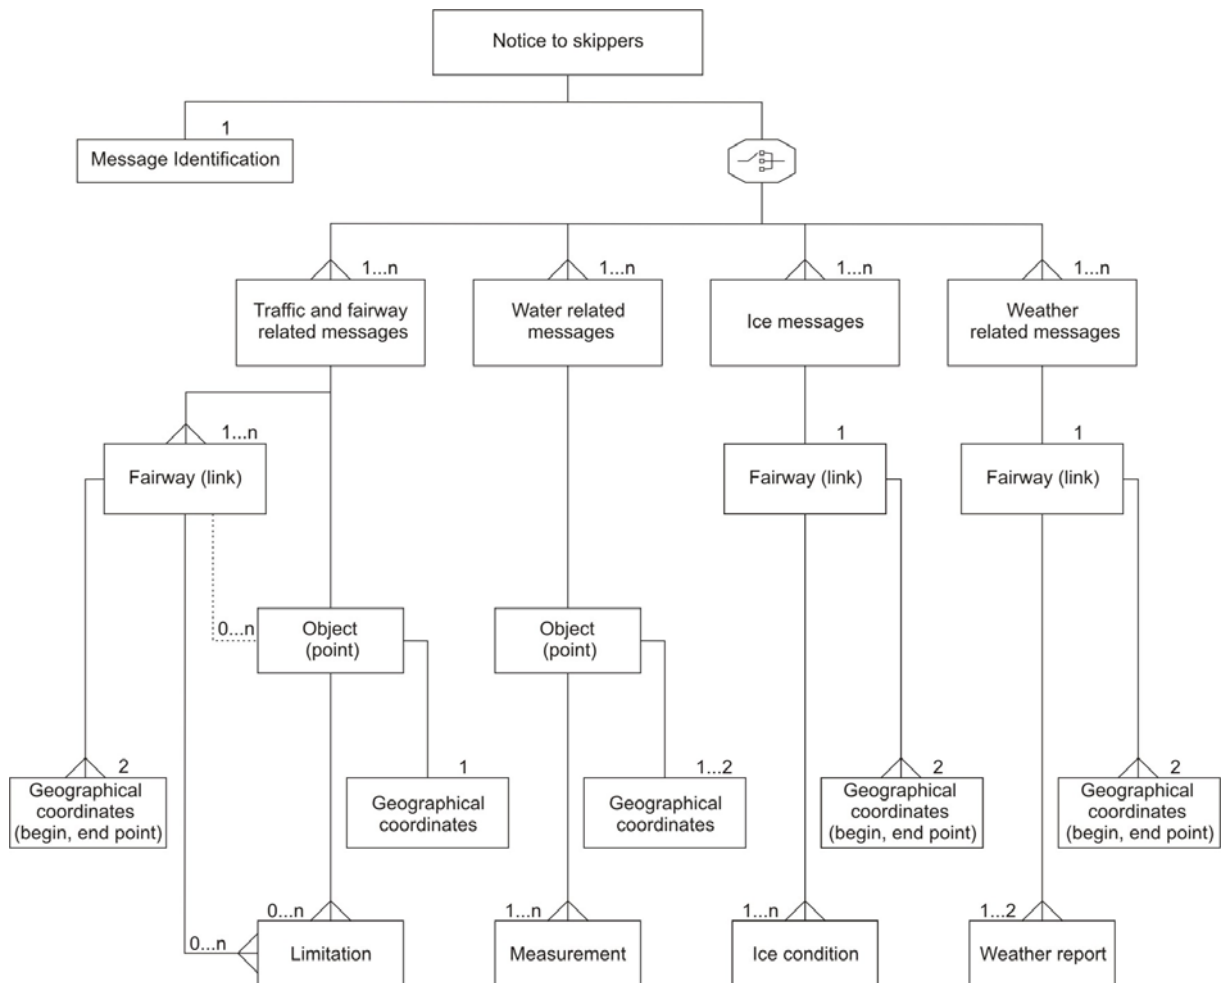 Notice to skippers
1
Message Identification
1...n
1...n
1...n
1...n
Traffic and fairway
related messages
Water related
messages
Ice messages
Weather
related messages
1...n
1
1
Fairway (link)
Fairway (link)
Fairway (link)
0...n
Object
(point)
Object
(point)
2
1
1...2
2
2
Geographical
coordinates
(begin, end point)
Geographical
coordinates
Geographical
coordinates
Geographical
coordinates
(begin, end point)
Geographical
coordinates
(begin, end point)
0...n
0...n
1...n
1...n
1...2
Limitation
Measurement
Ice condition
Weather report